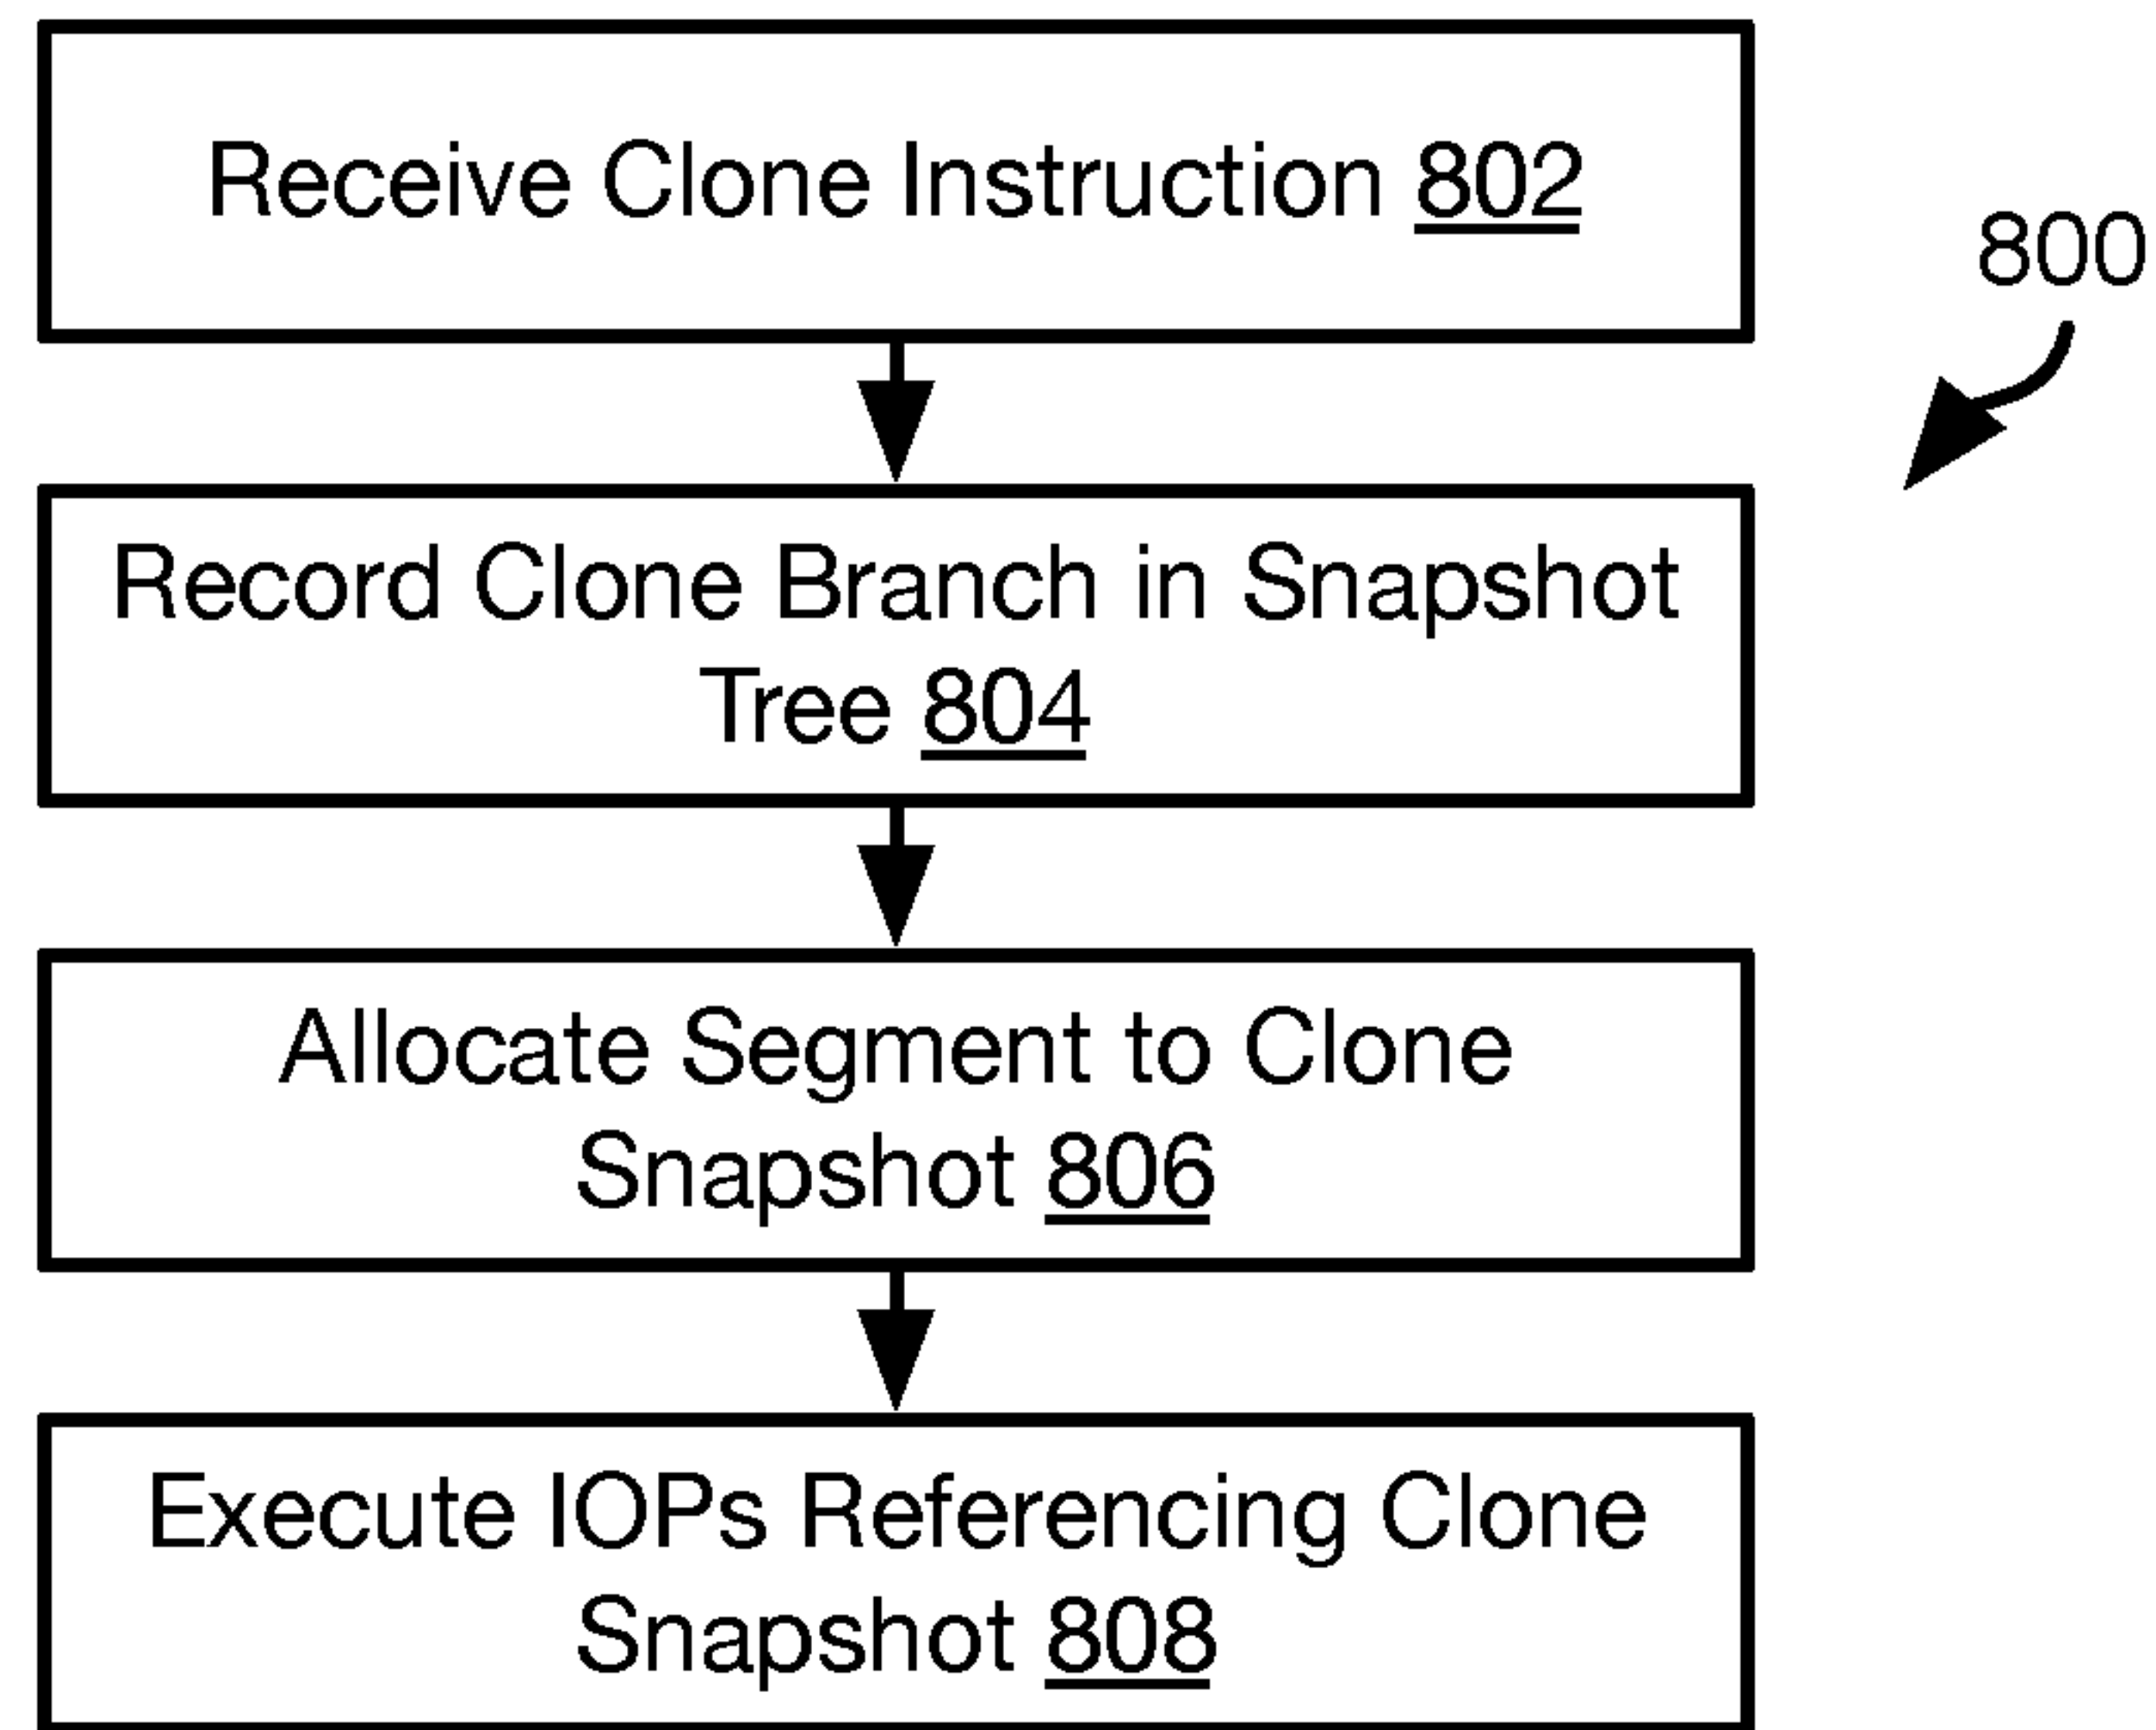 Receive Clone Instruction 802
800
Record Clone Branch in Snapshot
Tree 804
Allocate Segment to Clone
Snapshot 806
Execute IOPs Referencing Clone
Snapshot 808